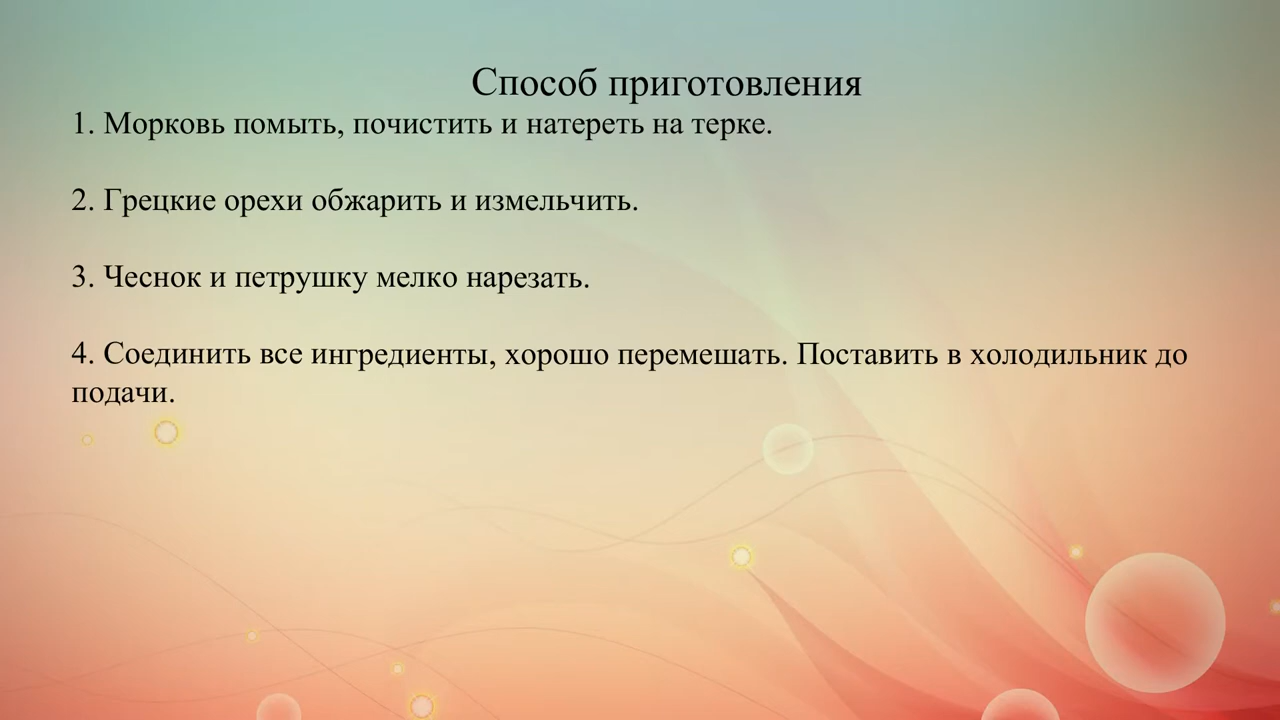 Способ приготовления
1. Морковь помыть, почистить и натереть на терке.
2. Грецкие орехи обжарить и измельчить.
3. Чеснок и петрушку мелко нарезать.
4. Соединить все ингредиенты, хорошо перемешать. Поставить в холодильник до
подачи.